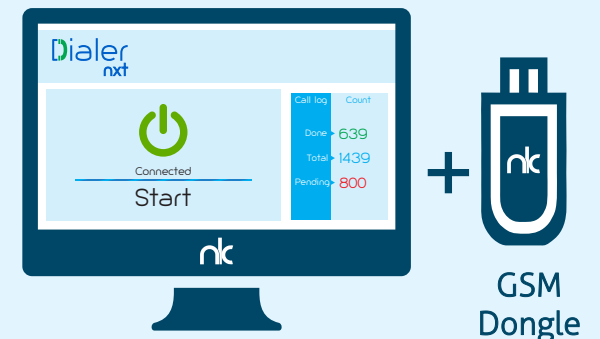 Dialer
nxt
Connected
Start
Call log Count
Done 639
Total 1439
Pending 800
nk
+
nk
GSM
Dongle